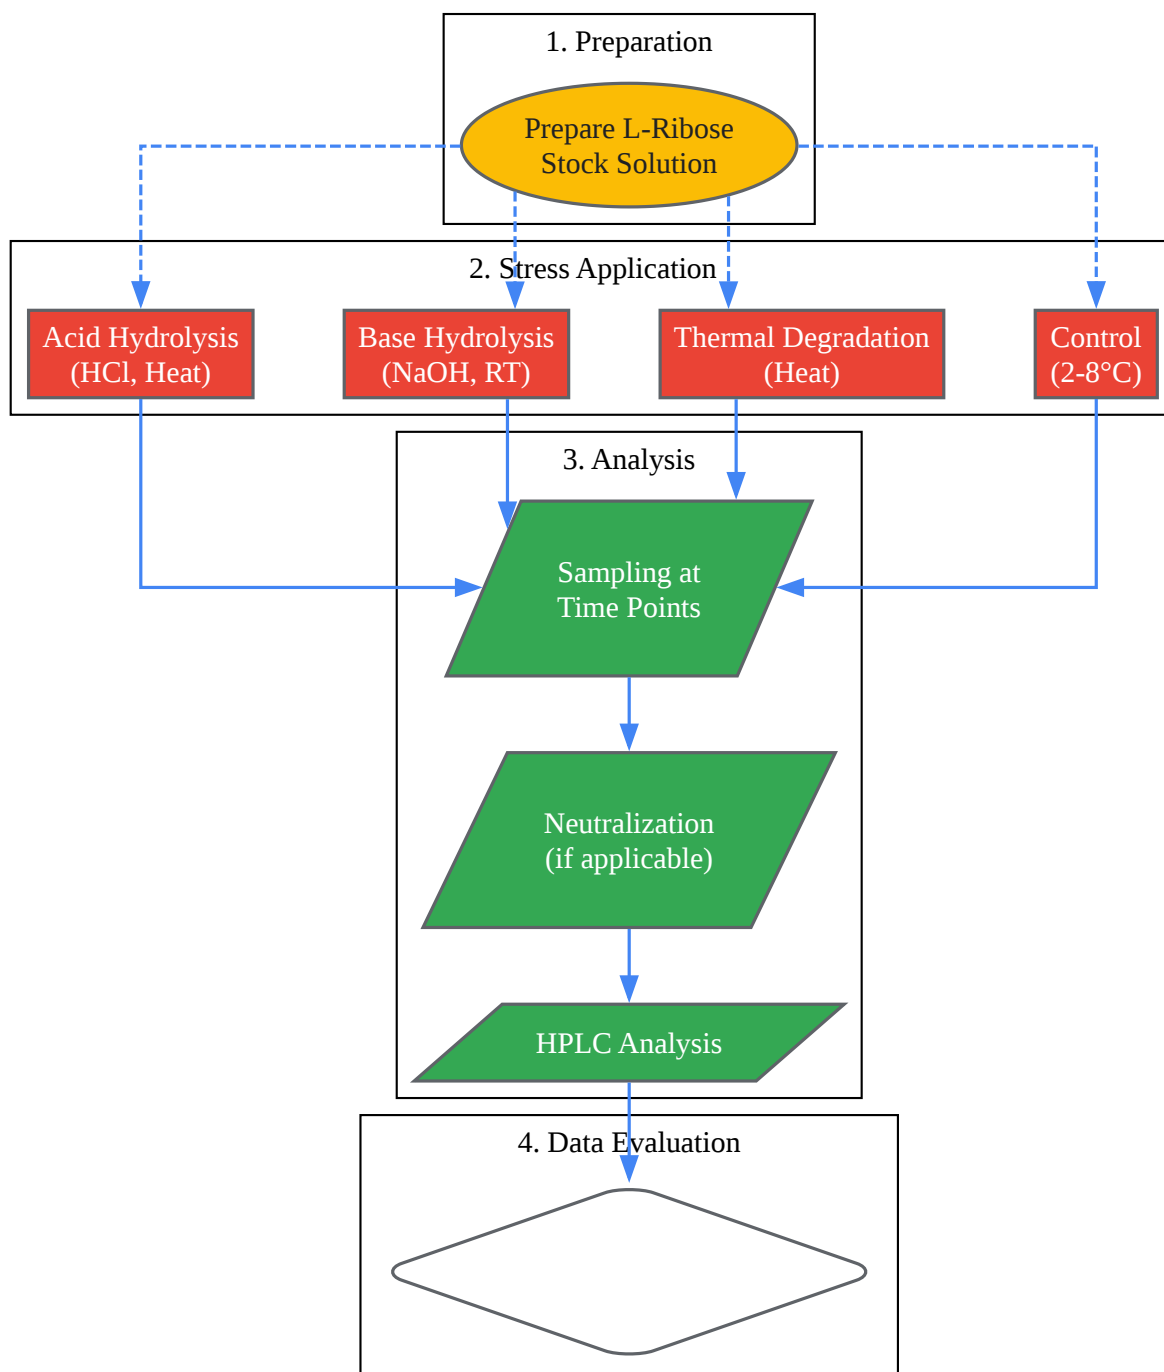 1. Preparation
Prepare L-Ribose
Stock Solution
2. Stress Application
Acid Hydrolysis
(HCl, Heat)
Base Hydrolysis
(NaOH, RT)
Thermal Degradation
(Heat)
Control
(2-8°C)
3. Analysis
Sampling at
Time Points
Neutralization
(if applicable)
HPLC Analysis
4. Data Evaluation